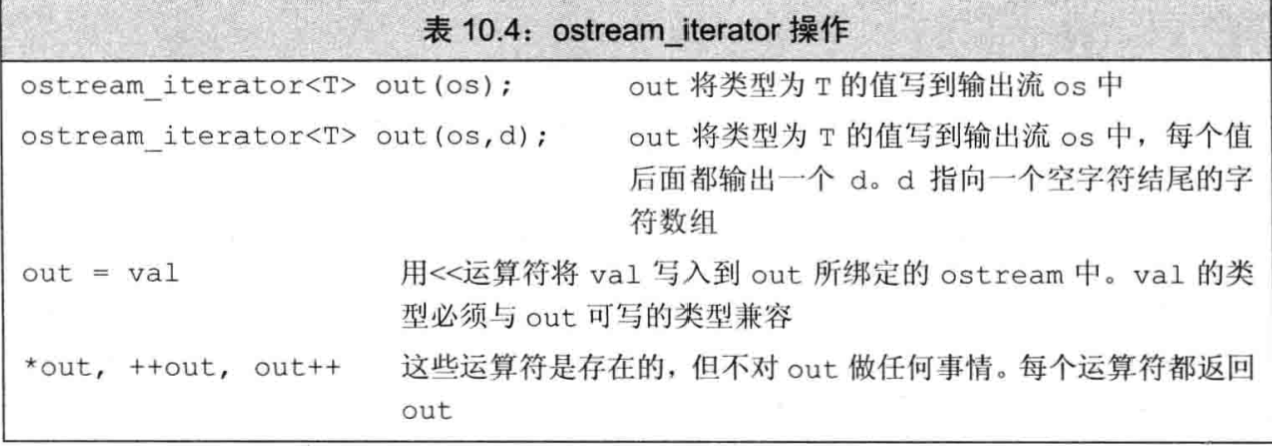 表 10.4：ostream_iterator 操作
ostream_iterator<T> out(os); out 将类型为 T 的值写到输出流 os 中
ostream_iterator<T> out(os,d); out 将类型为 T 的值写到输出流 os 中，每个值
后面都输出一个 d。d 指向一个空字符结尾的字
符数组
out = val 用<<运算符将 val 写入到 out 所绑定的 ostream 中。val 的类
型必须与 out 可写的类型兼容
*out, ++out, out++ 这些运算符是存在的，但不对 out 做任何事情。每个运算符都返回
out